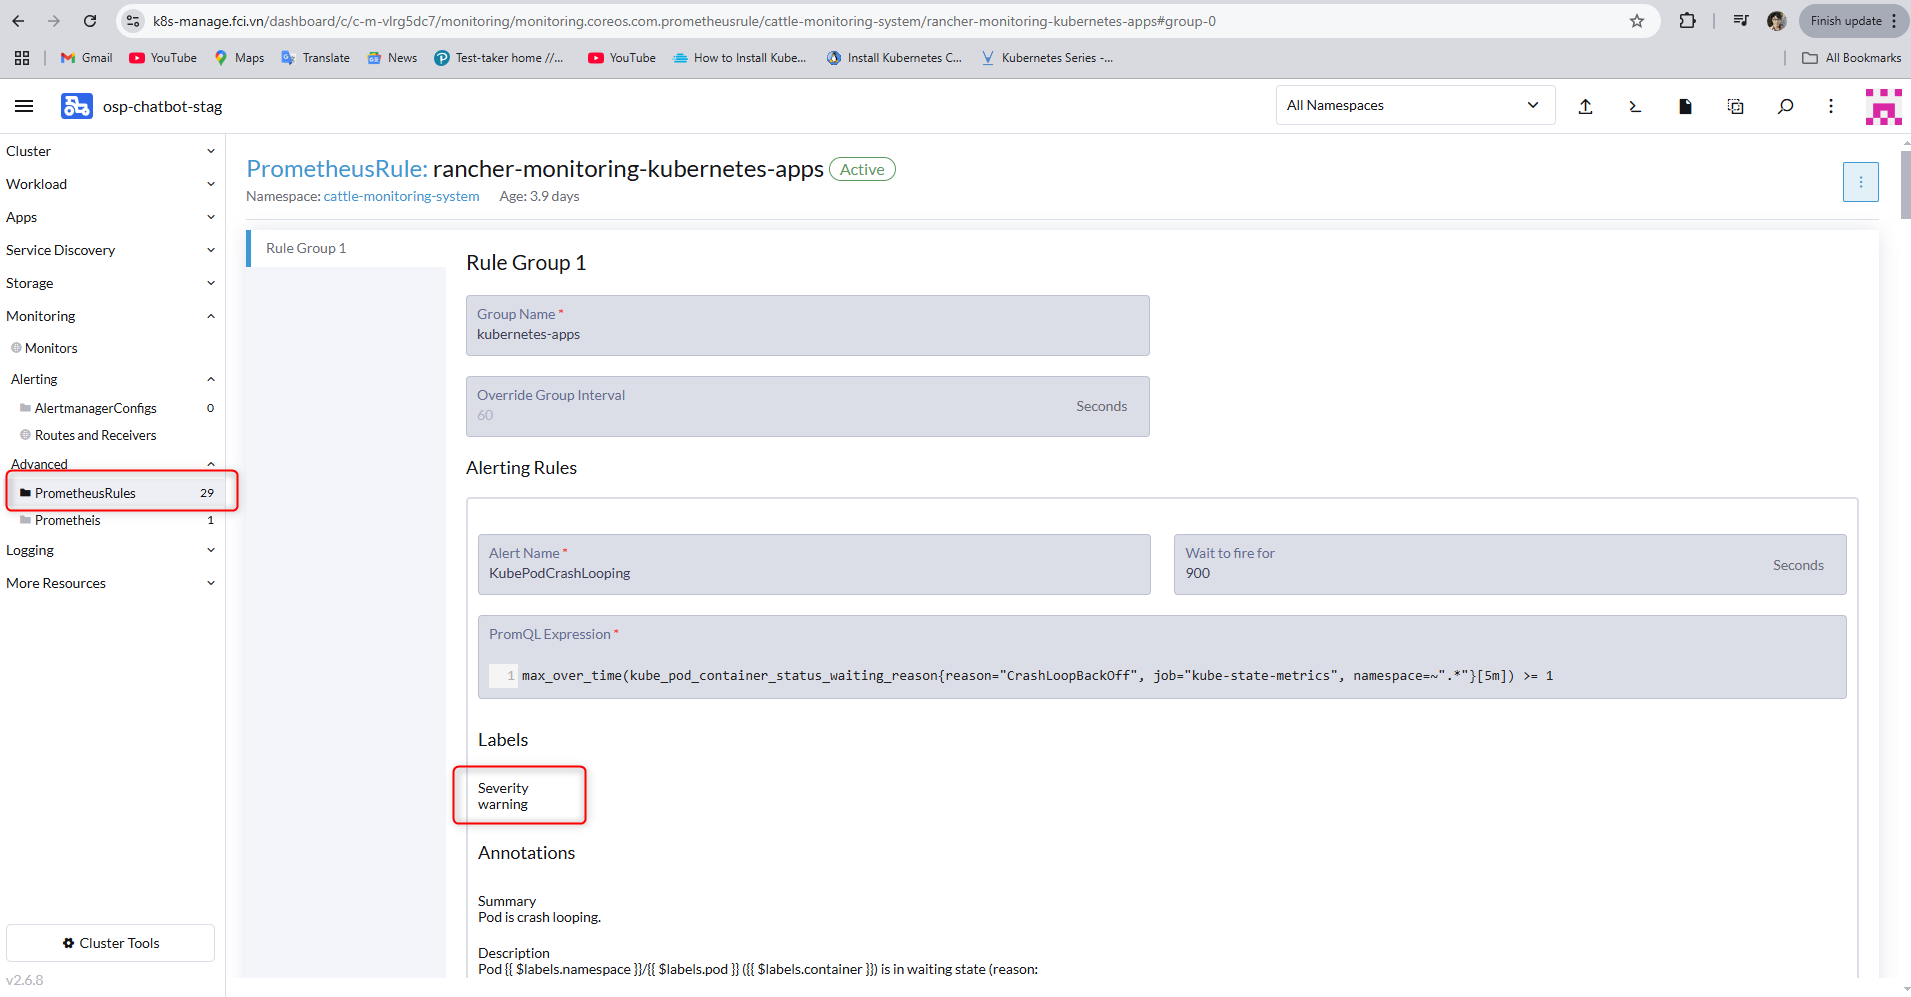 k8s-manage.fci.vn/dashboard/c/c-m-vlrg5dc7/monitoring/monitoring.coreos.com.prometheusrule/cattle-monitoring-system/rancher-monitoring-kubernetes-apps#group-0
Finish update
Gmail
YouTube
Maps
Translate
News
Test-taker home //...
YouTube
How to Install Kube...
Install Kubernetes C...
Kubernetes Series -...
All Bookmarks
osp-chatbot-stag
All Namespaces
Cluster
Workload
Apps
Service Discovery
Storage
Monitoring
Monitors
Alerting
AlertmanagerConfigs 0
Routes and Receivers
Advanced
PrometheusRules 29
Prometheis 1
Logging
More Resources
Cluster Tools
v2.6.8
PrometheusRule: rancher-monitoring-kubernetes-apps Active
Namespace: cattle-monitoring-system Age: 3.9 days
Rule Group 1
Rule Group 1
Group Name *
kubernetes-apps
Override Group Interval
60
Seconds
Alerting Rules
Alert Name *
KubePodCrashLooping
Wait to fire for
900
Seconds
PromQL Expression *
1 max_over_time(kube_pod_container_status_waiting_reason{reason="CrashLoopBackOff", job="kube-state-metrics", namespace=~".*"}[5m]) >= 1
Labels
Severity
warning
Annotations
Summary
Pod is crash looping.
Description
Pod {{ $labels.namespace }}/{{ $labels.pod }} ({{ $labels.container }}) is in waiting state (reason: